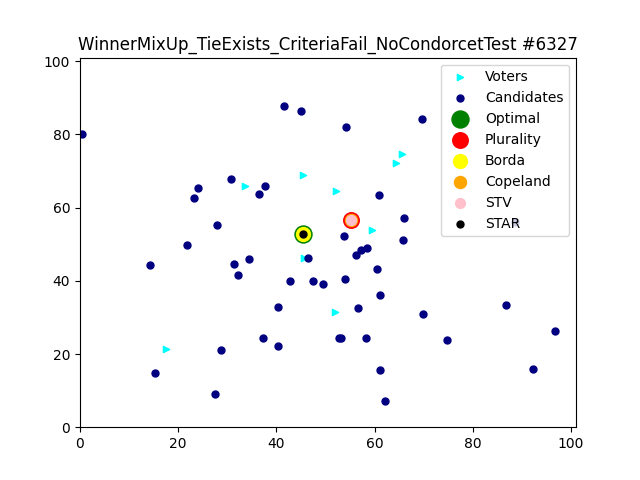 WinnerMixUp_TieExists_CriteriaFail_NoCondorcetTest #6327
100
80
60
40
20
0
0
20
40
60
80
100
Voters
Candidates
Optimal
Plurality
Borda
Copeland
STV
STAR